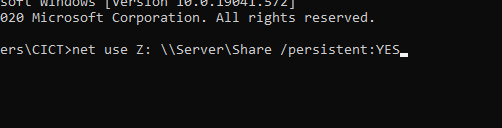 soft Windows [Version 10.0.19041.572]
020 Microsoft Corporation. All rights reserved.
ers\CICT>net use Z: \\Server\Share /persistent:YES